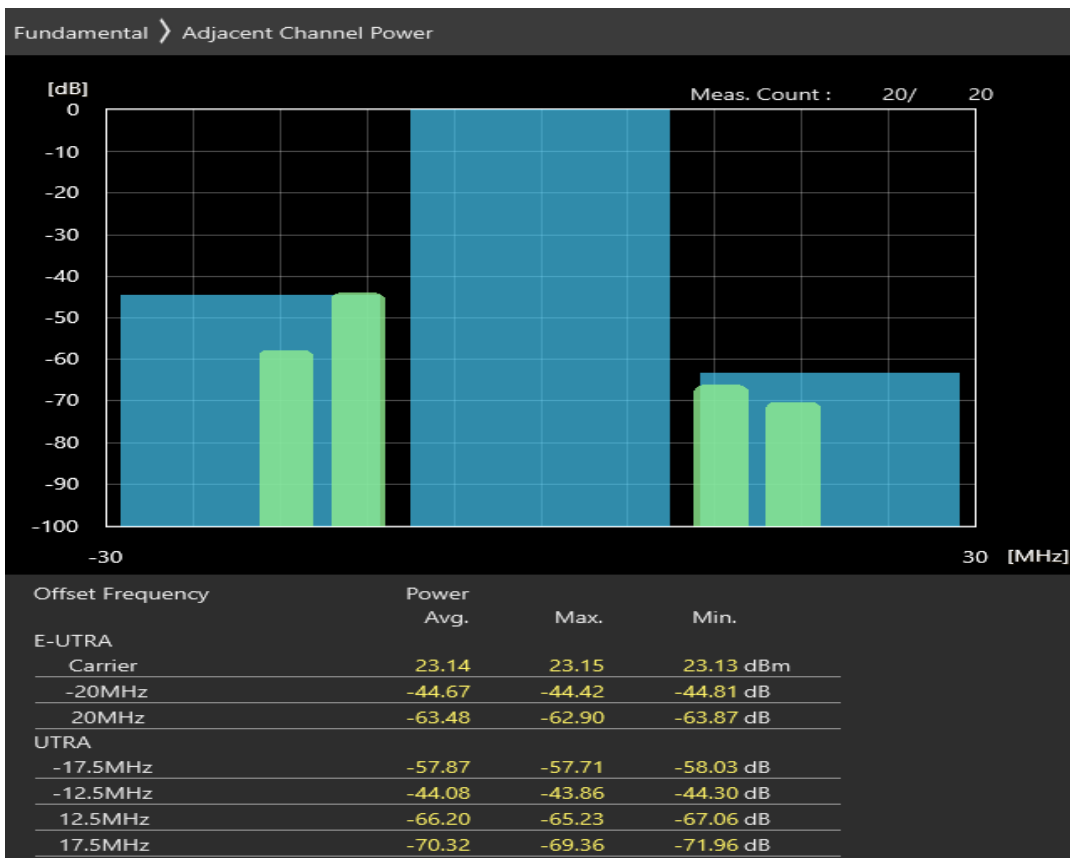 Fundamental 〉 Adjacent Channel Power
[dB]
Meas. Count : 20/ 20
0
-10
-20
-30
-40
-50
-60
-70
-80
-90
-100
-30 30 [MHz]
Offset Frequency Power
Avg. Max. Min.
E-UTRA
Carrier 23.14 23.15 23.13 dBm
-20MHz -44.67 -44.42 -44.81 dB
20MHz -63.48 -62.90 -63.87 dB
UTRA
-17.5MHz -57.87 -57.71 -58.03 dB
-12.5MHz -44.08 -43.86 -44.30 dB
12.5MHz -66.20 -65.23 -67.06 dB
17.5MHz -70.32 -69.36 -71.96 dB